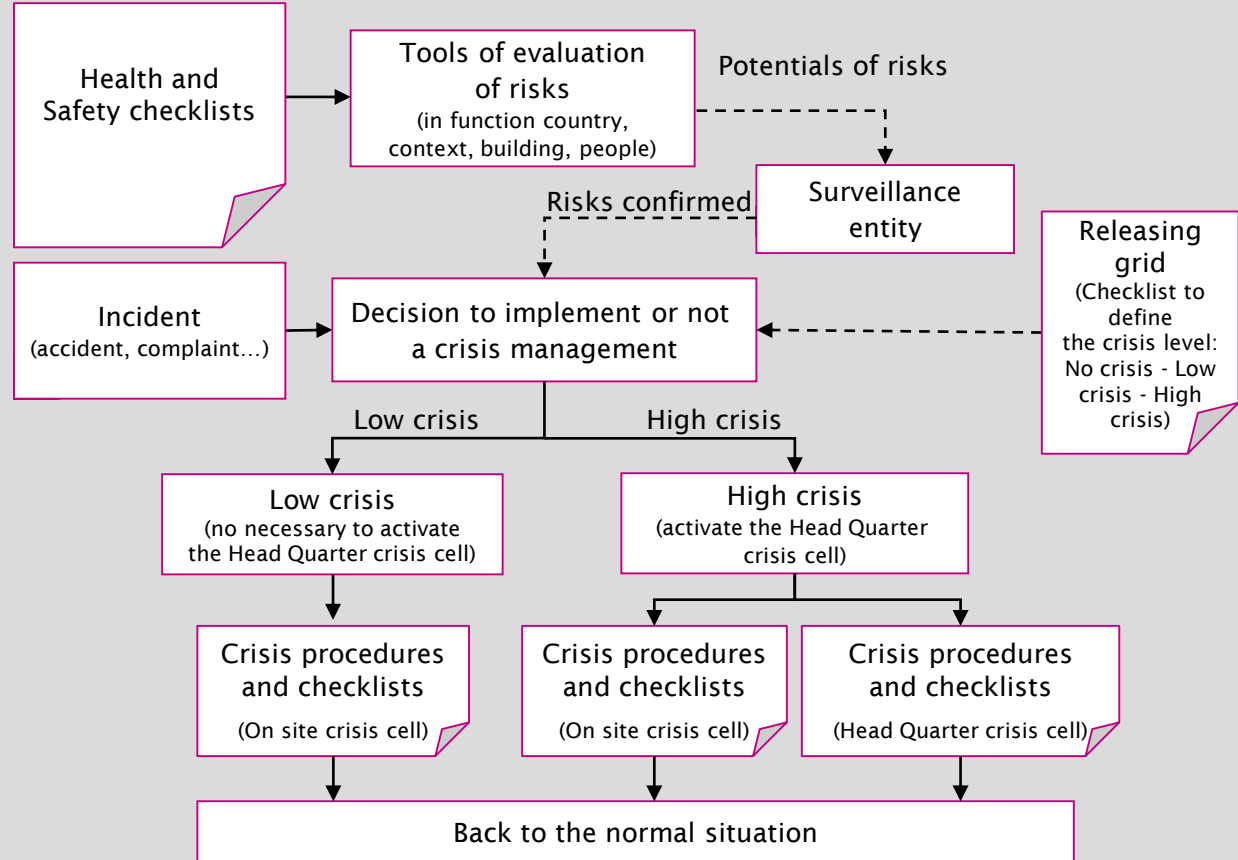 Health and
Safety checklists
Tools of evaluation
of risks
(in function country,
context, building, people)
Potentials of risks
Surveillance
entity
Risks confirmed
Releasing
grid
(Checklist to
define
the crisis level:
No crisis - Low
crisis - High
crisis)
Incident
(accident, complaint...)
Decision to implement or not
a crisis management
Low crisis
High crisis
Low crisis
(no necessary to activate
the Head Quarter crisis cell)
High crisis
(activate the Head Quarter
crisis cell)
Crisis procedures
and checklists
(On site crisis cell)
Crisis procedures
and checklists
(On site crisis cell)
Crisis procedures
and checklists
(Head Quarter crisis cell)
Back to the normal situation